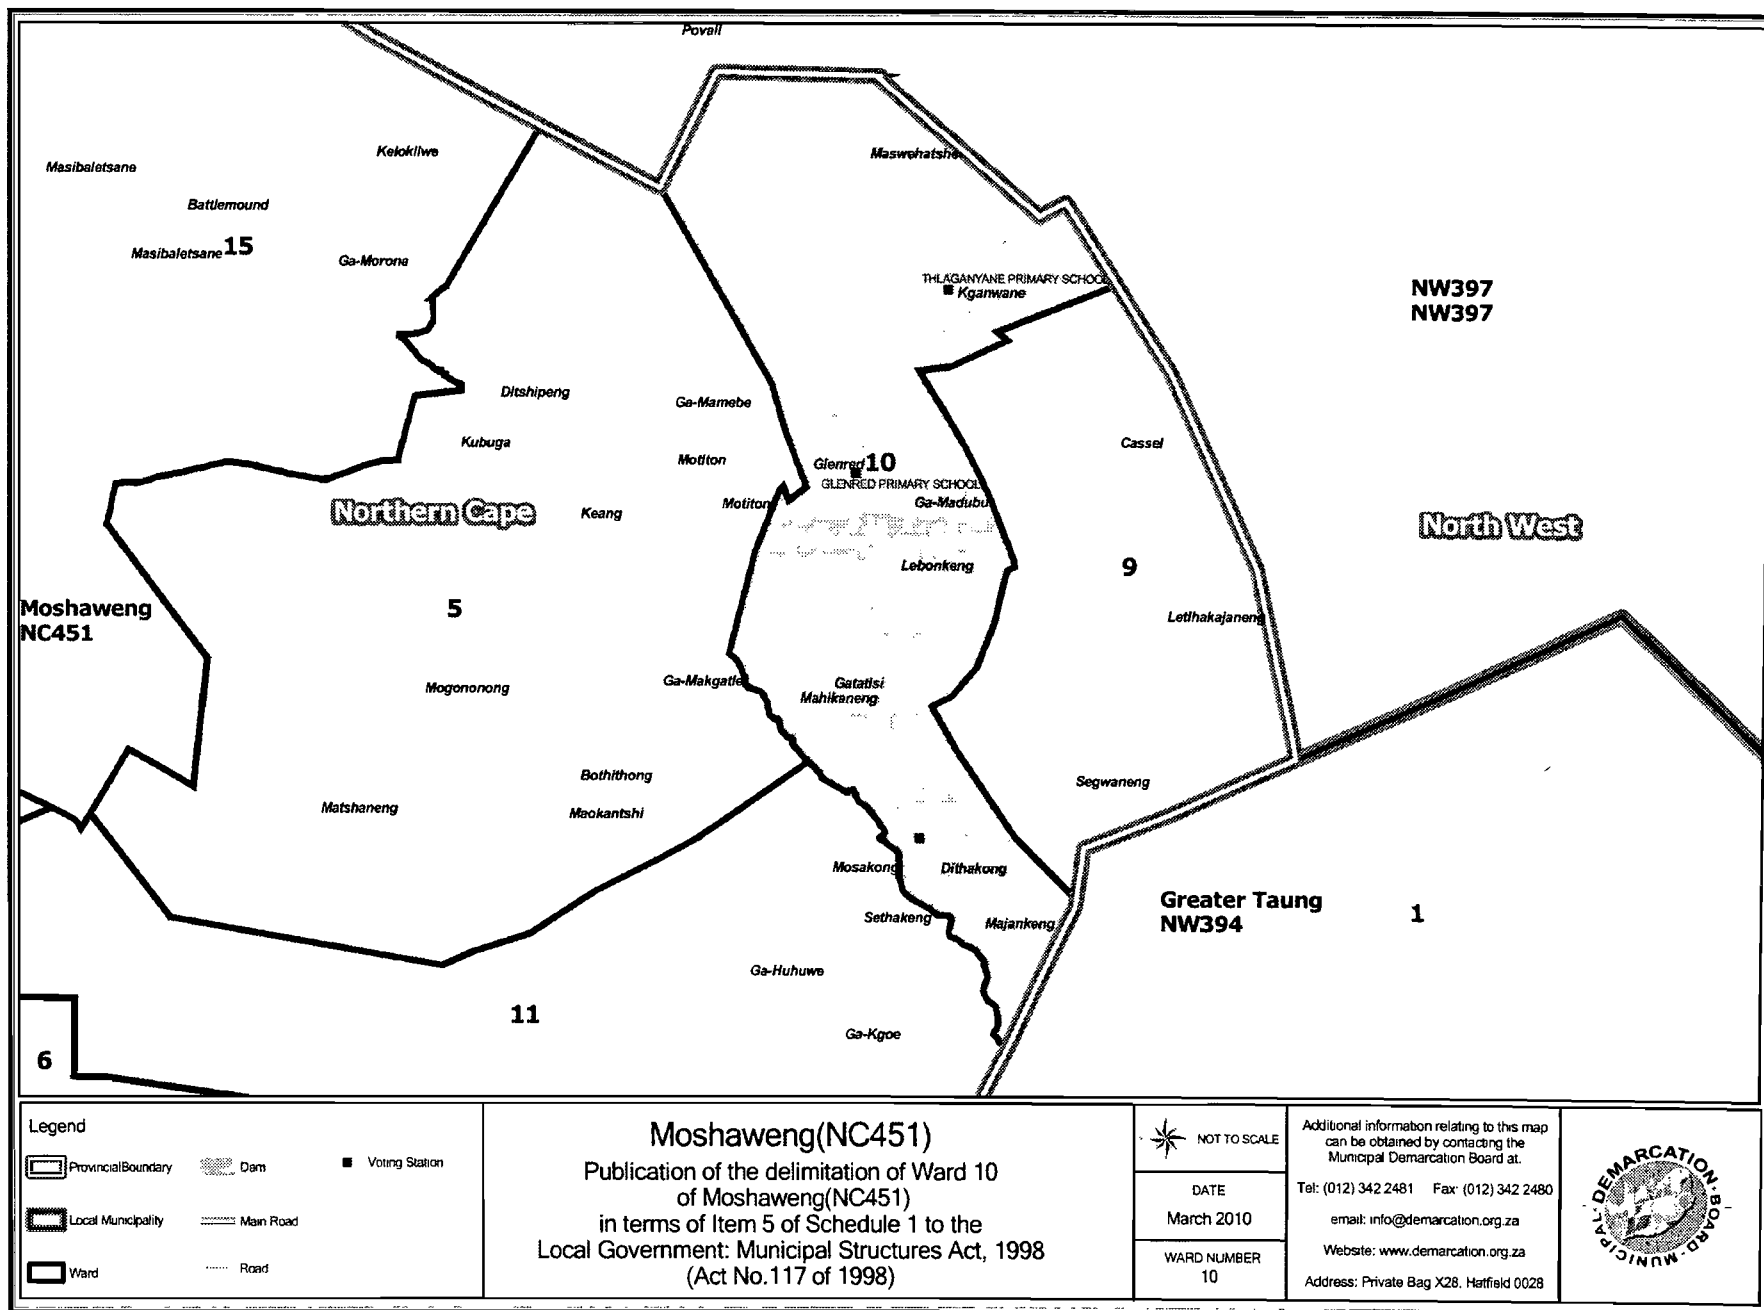 Povall
Maswehatshe
Kelokilwe
Masibaletsane
Battlemound
Masibaletsane 15
Ga-Morona
THLAGANYANE PRIMARY SCHOOL
Kganwane
NW397
NW397
Ditshipeng
Ga-Mamebe
Kubuga
Cassel
Motiton
Glenred 10
GLENRED PRIMARY SCHOOL
Motiton
Ga-Madubu
Northern Cape
Keang
North West
Lebonkeng
9
Moshaweng
NC451
5
Letlhakajaneng
Ga-Makgatle
Gatatlsi
Mahikaneng
Mogononong
Bothithong
Segwaneng
Matshaneng
Maokantshi
Mosakong
Dithakong
Greater Taung
NW394
1
Sethakeng
Majankeng
Ga-Huhuwe
11
Ga-Kgoe
6
Legend
Provincial Boundary
Dam
Voting Station
Local Municipality
Main Road
Ward
Road
Moshaweng(NC451)
Publication of the delimitation of Ward 10
of Moshaweng(NC451)
in terms of Item 5 of Schedule 1 to the
Local Government: Municipal Structures Act, 1998
(Act No.117 of 1998)
NOT TO SCALE
DATE
March 2010
WARD NUMBER
10
Additional information relating to this map
can be obtained by contacting the
Municipal Demarcation Board at.
Tel: (012) 342 2481 Fax: (012) 342 2480
email: info@demarcation.org.za
Website: www.demarcation.org.za
Address: Private Bag X28, Hatfield 0028
MUNICIPAL DEMARCATION BOARD